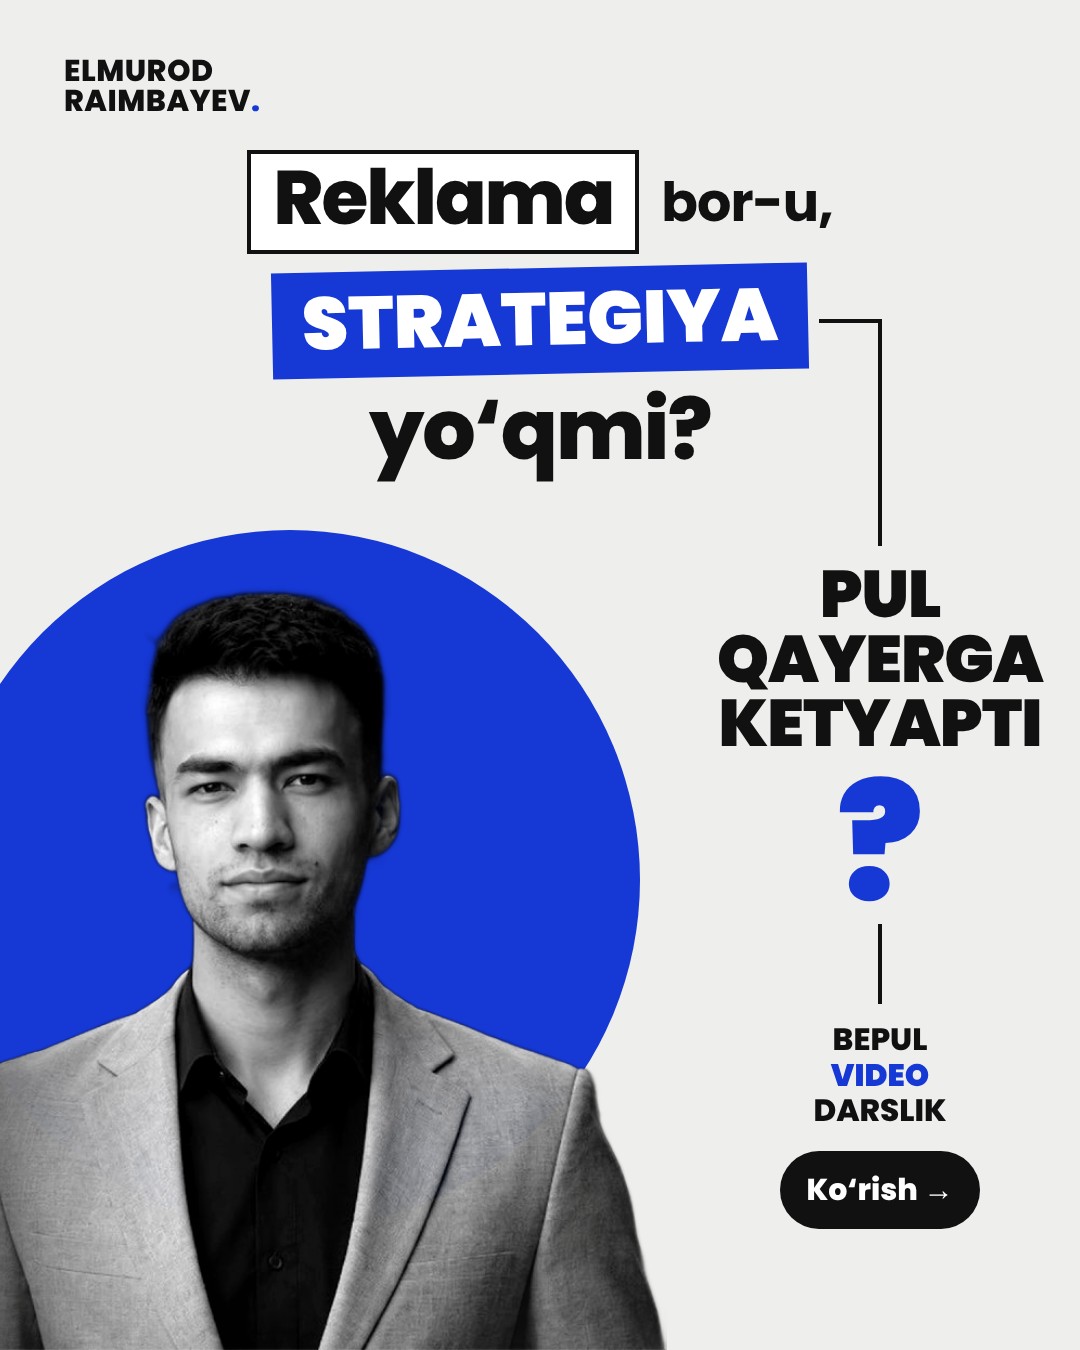 ELMUROD
RAIMBAYEV.
Reklama bor-u,
STRATEGIYA
yo‘qmi?
PUL
QAYERGA
KETYAPTI
?
BEPUL
VIDEO
DARSLIK
Ko‘rish →